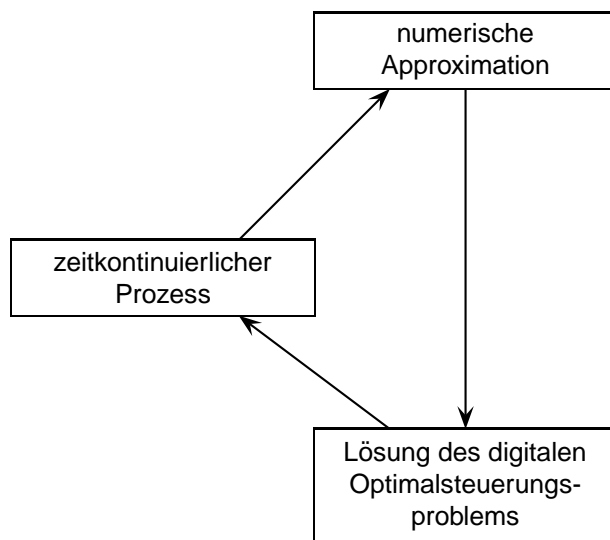 numerische
Approximation
zeitkontinuierlicher
Prozess
Lösung des digitalen
Optimalsteuerungs-
problems